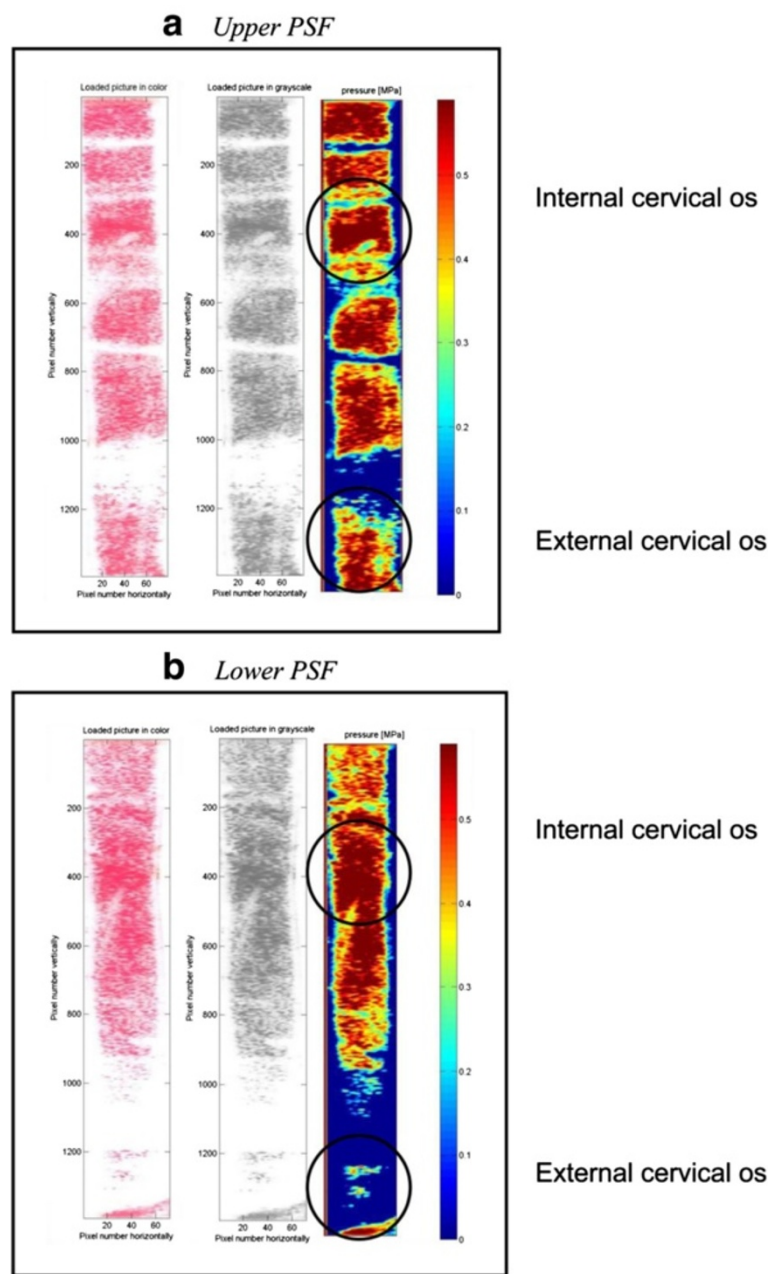 a Upper PSF
Loaded picture in color
Loaded picture in grayscale
pressure [MPa]
200
400
600
800
1000
1200
Pixel number vertically
20 40 60
Pixel number horizontally
200
400
600
800
1000
1200
Pixel number vertically
20 40 60
Pixel number horizontally
0.5
0.4
0.3
0.2
0.1
0
Internal cervical os
External cervical os
b Lower PSF
Loaded picture in color
Loaded picture in grayscale
pressure [MPa]
200
400
600
800
1000
1200
Pixel number vertically
20 40 60
Pixel number horizontally
200
400
600
800
1000
1200
Pixel number vertically
20 40 60
Pixel number horizontally
0.5
0.4
0.3
0.2
0.1
0
Internal cervical os
External cervical os